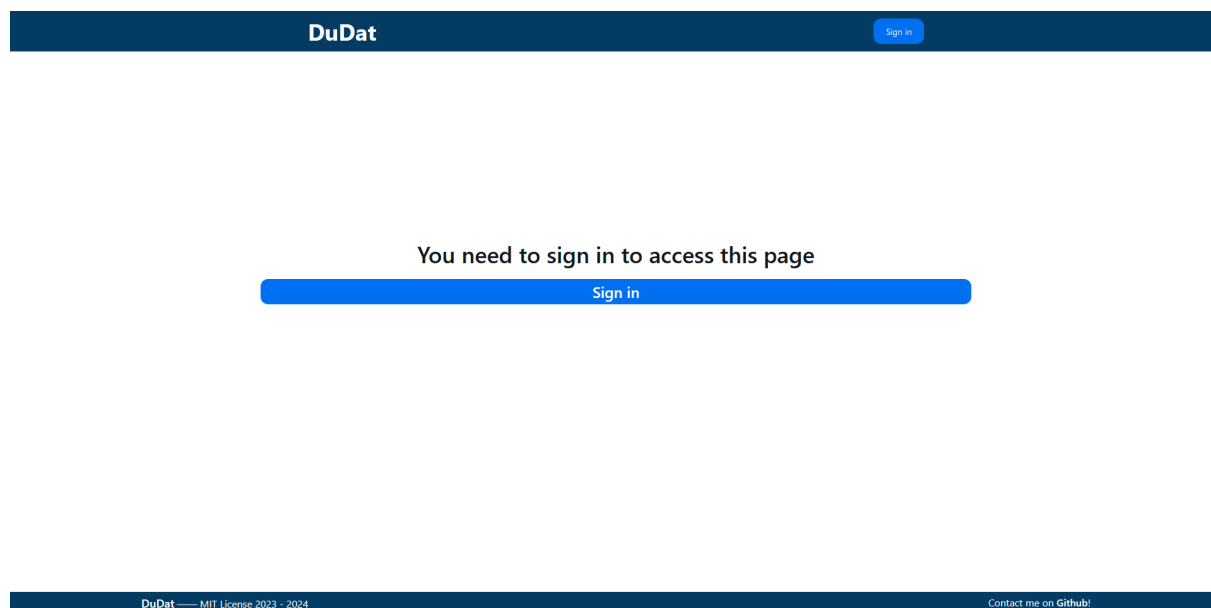 DuDat Sign in
You need to sign in to access this page
Sign in
DuDat —— MIT License 2023 - 2024 Contact me on Github!